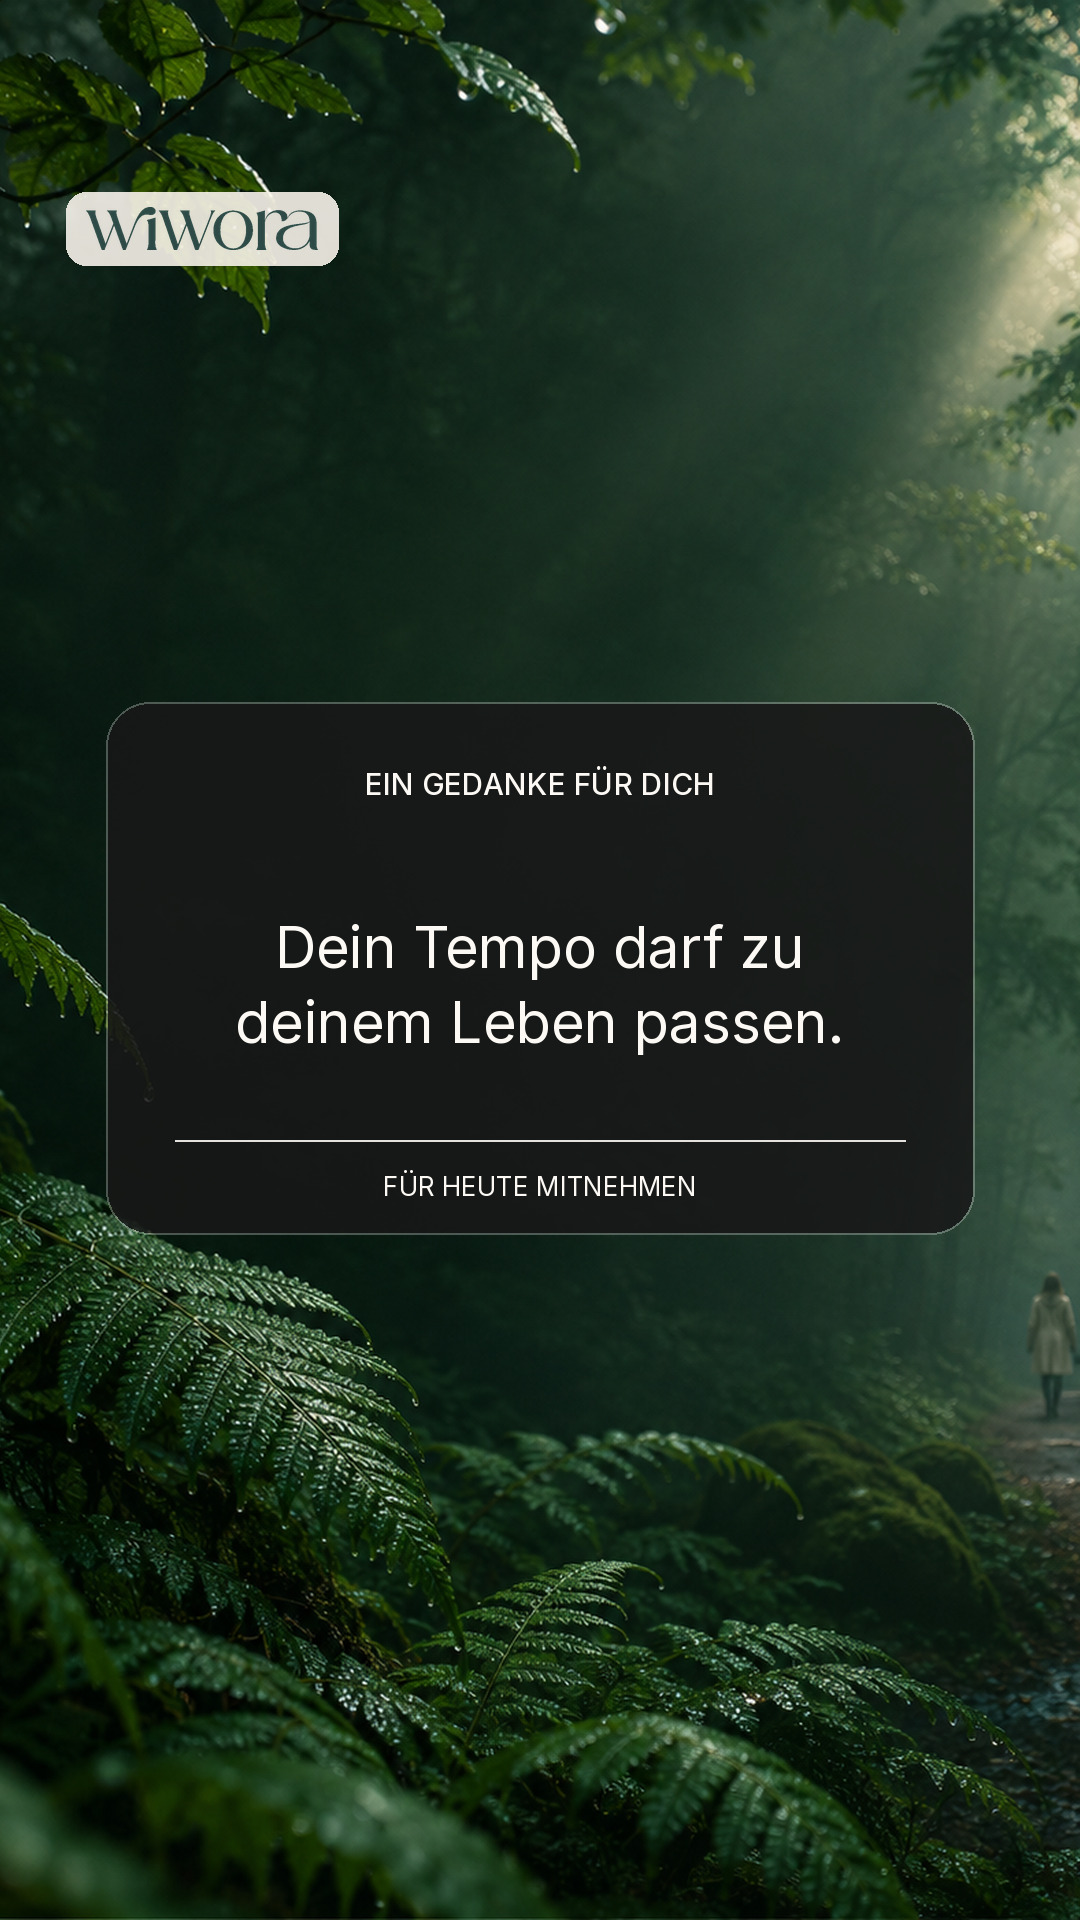 wiwora
EIN GEDANKE FÜR DICH
Dein Tempo darf zu
deinem Leben passen.
FÜR HEUTE MITNEHMEN